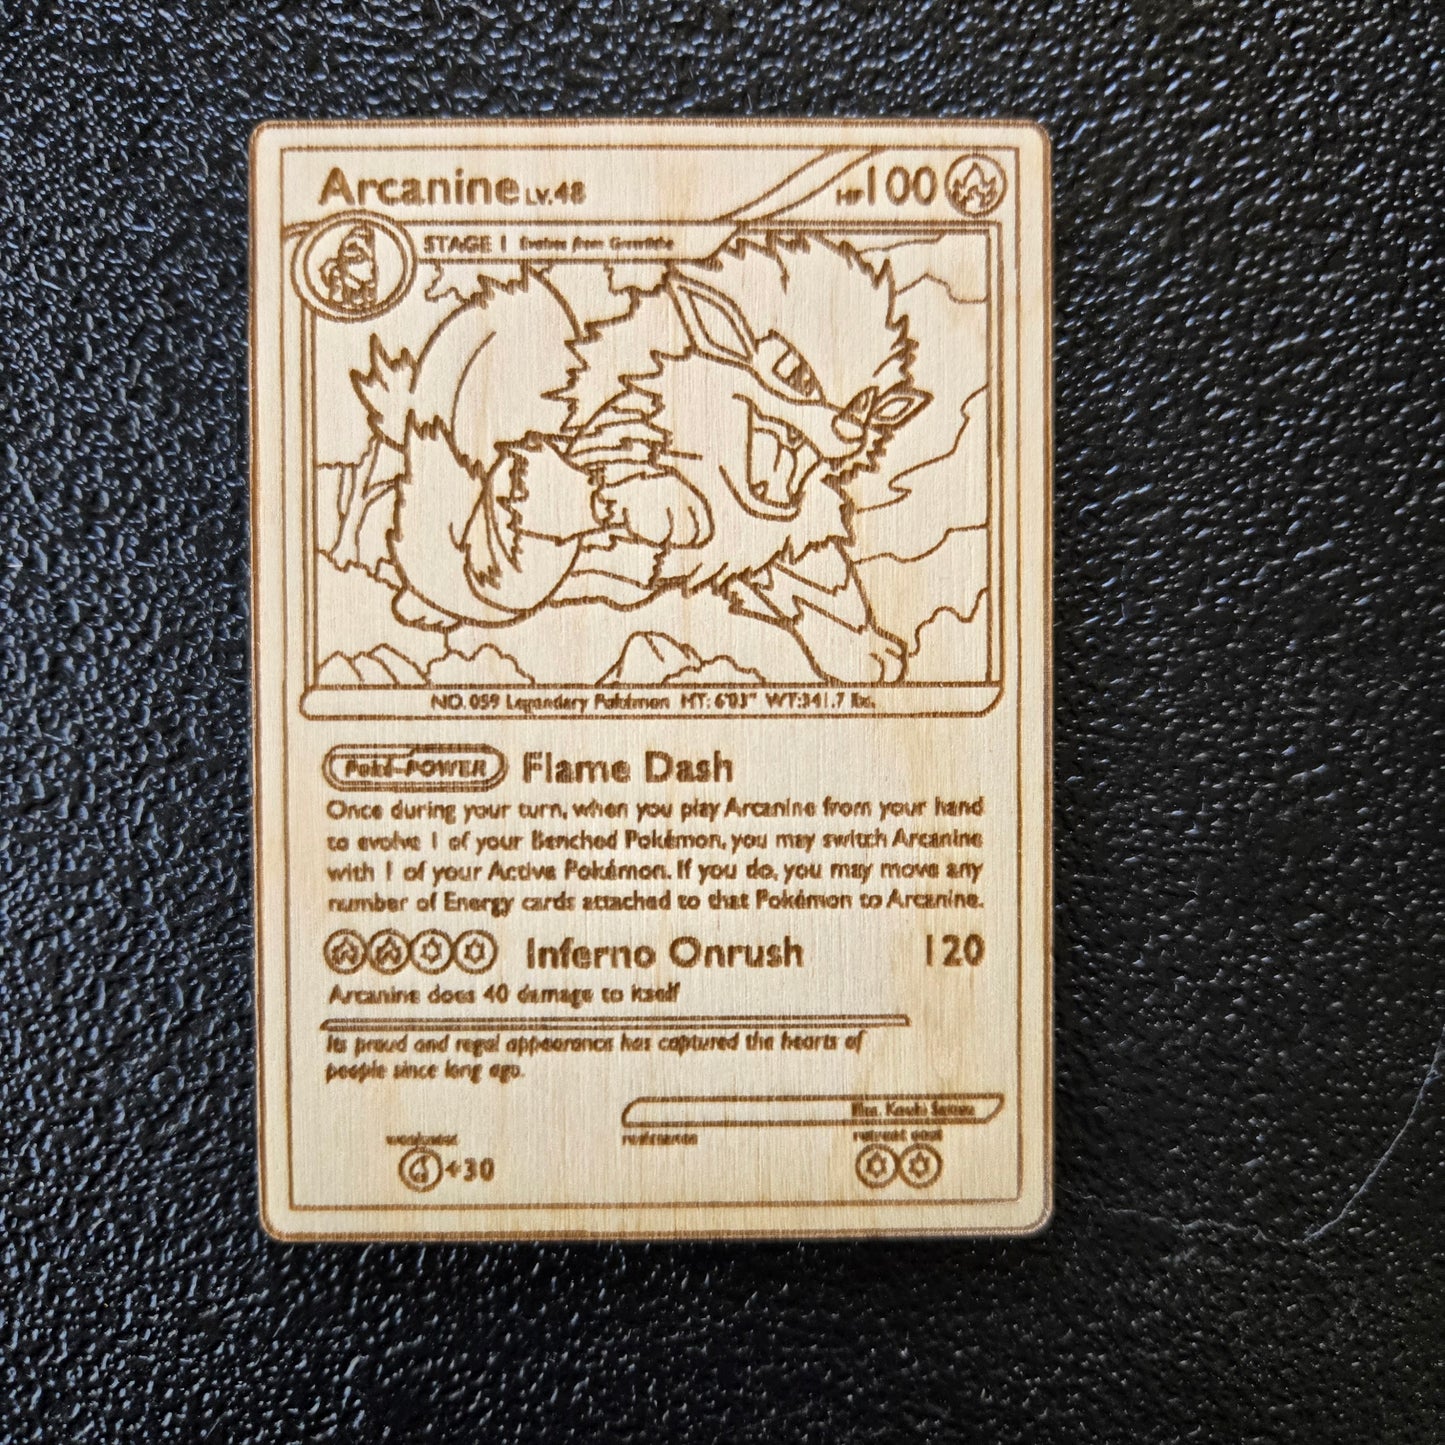 Arcanine LV.48 HP 100
STAGE 1 Evolves from Growlithe
NO. 059 Legendary Pokémon HT: 6'03" WT:341.7 lbs.
Poké-POWER Flame Dash
Once during your turn, when you play Arcanine from your hand
to evolve 1 of your Benched Pokémon, you may switch Arcanine
with 1 of your Active Pokémon. If you do, you may move any
number of Energy cards attached to that Pokémon to Arcanine.
Inferno Onrush 120
Arcanine does 40 damage to itself
Its proud and regal appearance has captured the hearts of
people since long ago.
Illus.
weakness resistance retreat cost
+30